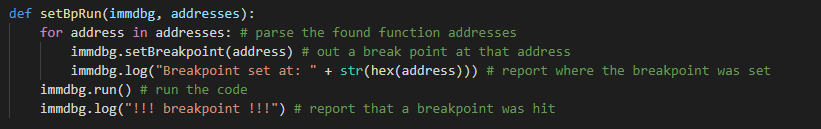 def setBpRun(immdbg, addresses):
    for address in addresses: # parse the found function addresses
        immdbg.setBreakpoint(address) # out a break point at that address
        immdbg.log("Breakpoint set at: " + str(hex(address))) # report where the breakpoint was set
    immdbg.run() # run the code
    immdbg.log("!!! breakpoint !!!") # report that a breakpoint was hit